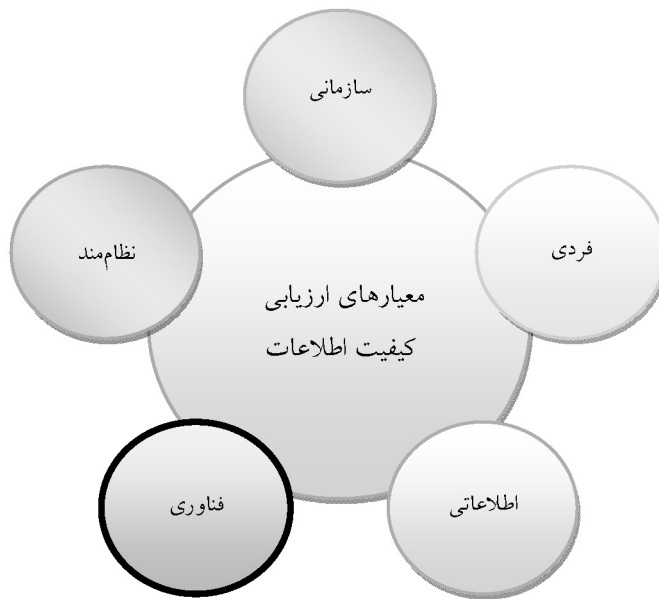 سازمانی
فردی
نظام‌مند
معیارهای ارزیابی
کیفیت اطلاعات
اطلاعاتی
فناوری